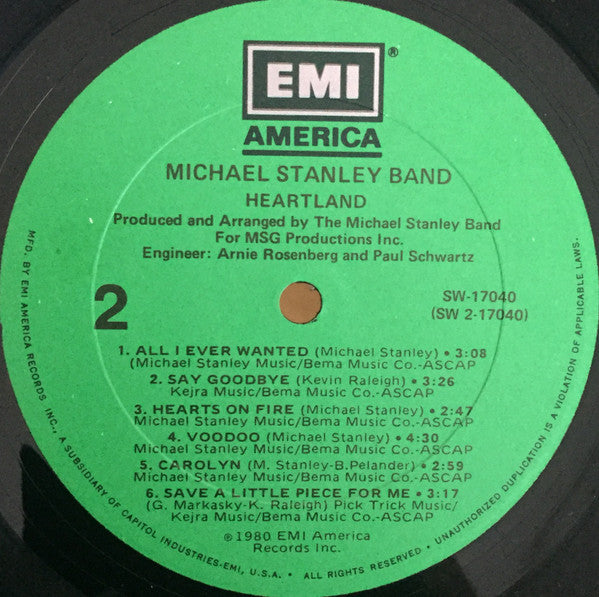 EMI®
AMERICA
MICHAEL STANLEY BAND
HEARTLAND
Produced and Arranged by The Michael Stanley Band
For MSG Productions Inc.
Engineer: Arnie Rosenberg and Paul Schwartz
2
SW-17040
(SW 2-17040)
1. ALL I EVER WANTED (Michael Stanley) • 3:08
(Michael Stanley Music/Bema Music Co.-ASCAP
2. SAY GOODBYE (Kevin Raleigh) • 3:26
Kejra Music/Bema Music Co.-ASCAP
3. HEARTS ON FIRE (Michael Stanley) • 2:47
Michael Stanley Music/Bema Music Co.-ASCAP
4. VOODOO (Michael Stanley) • 4:30
Michael Stanley Music/Bema Music Co.-ASCAP
5. CAROLYN (M. Stanley-B.Pelander) • 2:59
Michael Stanley Music/Bema Music Co.-ASCAP
6. SAVE A LITTLE PIECE FOR ME • 3:17
(G. Markasky-K. Raleigh) Pick Trick Music/
Kejra Music/Bema Music Co.-ASCAP
℗1980 EMI America
Records Inc.
MFD. BY EMI AMERICA RECORDS, INC., A SUBSIDIARY OF CAPITOL INDUSTRIES-EMI, U.S.A. • ALL RIGHTS RESERVED • UNAUTHORIZED DUPLICATION IS A VIOLATION OF APPLICABLE LAWS.